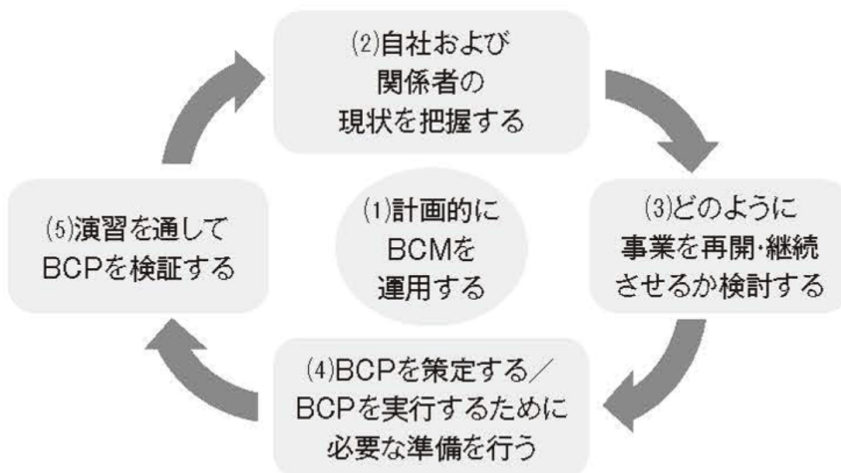 (2)自社および
関係者の
現状を把握する
(5)演習を通して
BCPを検証する
(1)計画的に
BCMを
運用する
(3)どのように
事業を再開・継続
させるか検討する
(4)BCPを策定する／
BCPを実行するために
必要な準備を行う